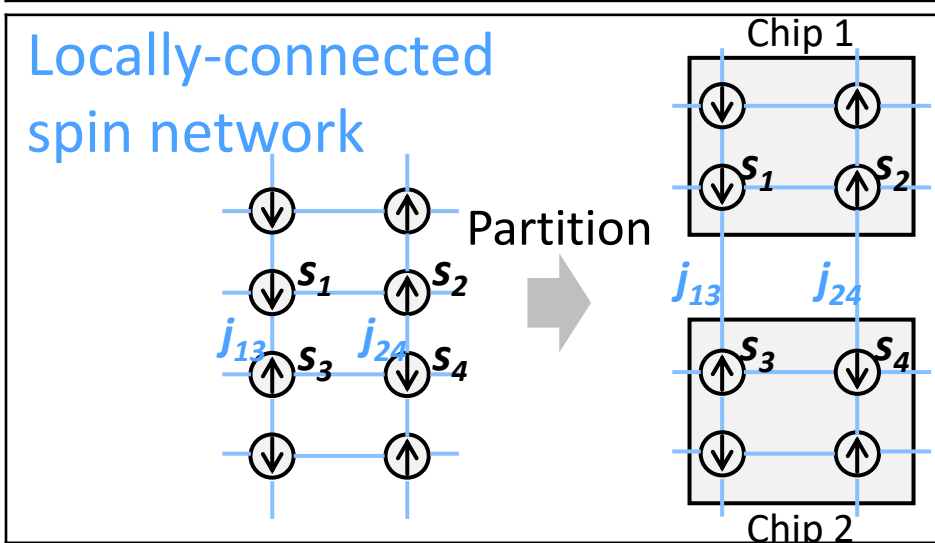 Locally-connected
spin network
s1 s2
j13 j24
s3 s4
Partition
Chip 1
s1 s2
j13 j24
s3 s4
Chip 2